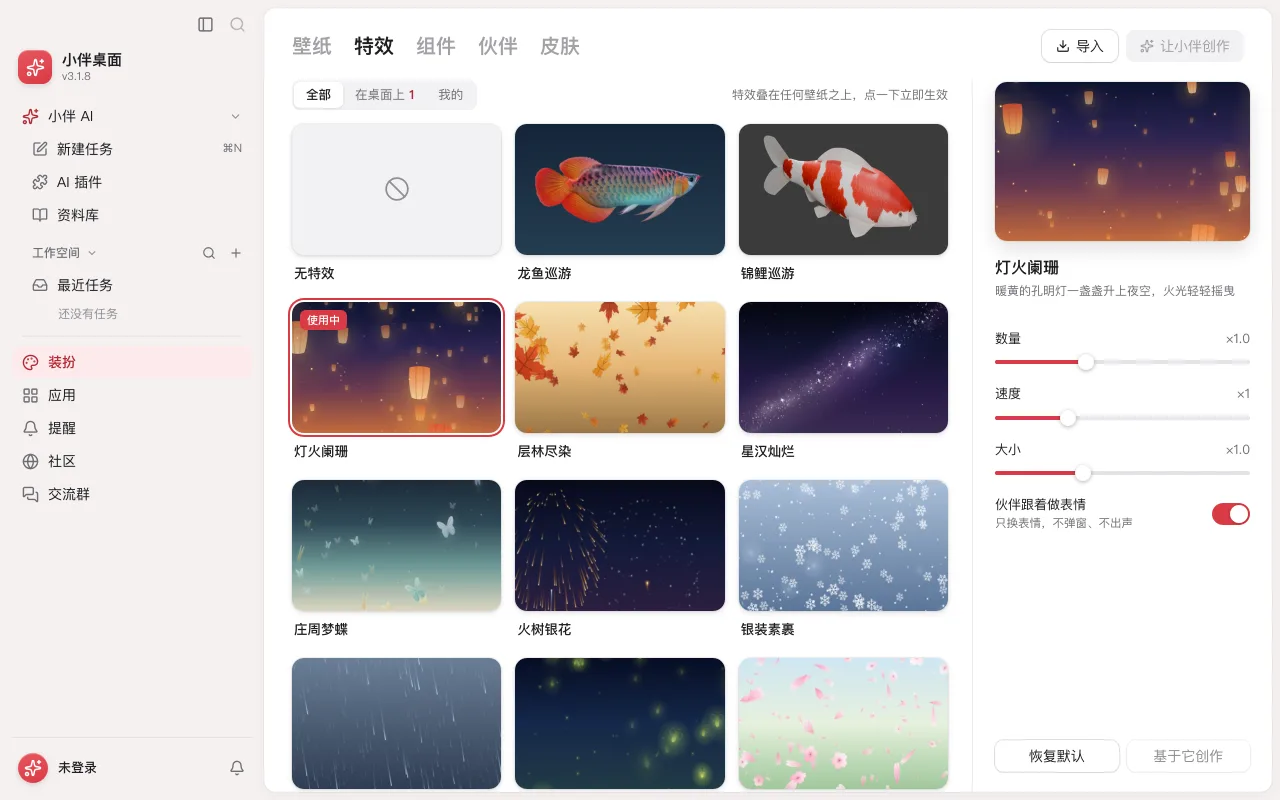 小伴桌面
v3.1.8
小伴 AI
新建任务
⌘N
AI 插件
资料库
工作空间
最近任务
还没有任务
装扮
应用
提醒
社区
交流群
未登录
壁纸
特效
组件
伙伴
皮肤
导入
让小伴创作
全部
在桌面上 1
我的
特效叠在任何壁纸之上，点一下立即生效
无特效
龙鱼巡游
锦鲤巡游
使用中
灯火阑珊
层林尽染
星汉灿烂
庄周梦蝶
火树银花
银装素裹
灯火阑珊
暖黄的孔明灯一盏盏升上夜空，火光轻轻摇曳
数量
×1.0
速度
×1
大小
×1.0
伙伴跟着做表情
只换表情，不弹窗、不出声
恢复默认
基于它创作